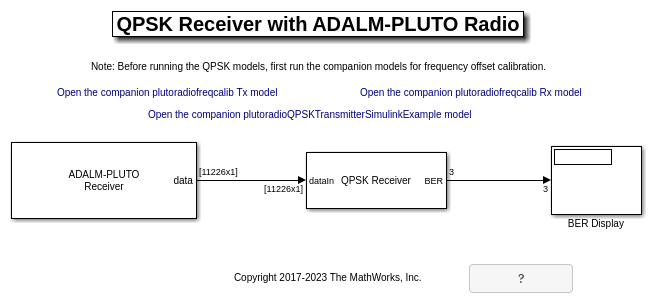 QPSK Receiver with ADALM-PLUTO Radio
Note: Before running the QPSK models, first run the companion models for frequency offset calibration.
Open the companion plutoradiofreqcalib Tx model
Open the companion plutoradiofreqcalib Rx model
Open the companion plutoradioQPSKTransmitterSimulinkExample model
ADALM-PLUTO
Receiver
data
[11226x1]
[11226x1]
dataIn
QPSK Receiver
BER
3
3
BER Display
Copyright 2017-2023 The MathWorks, Inc.
?